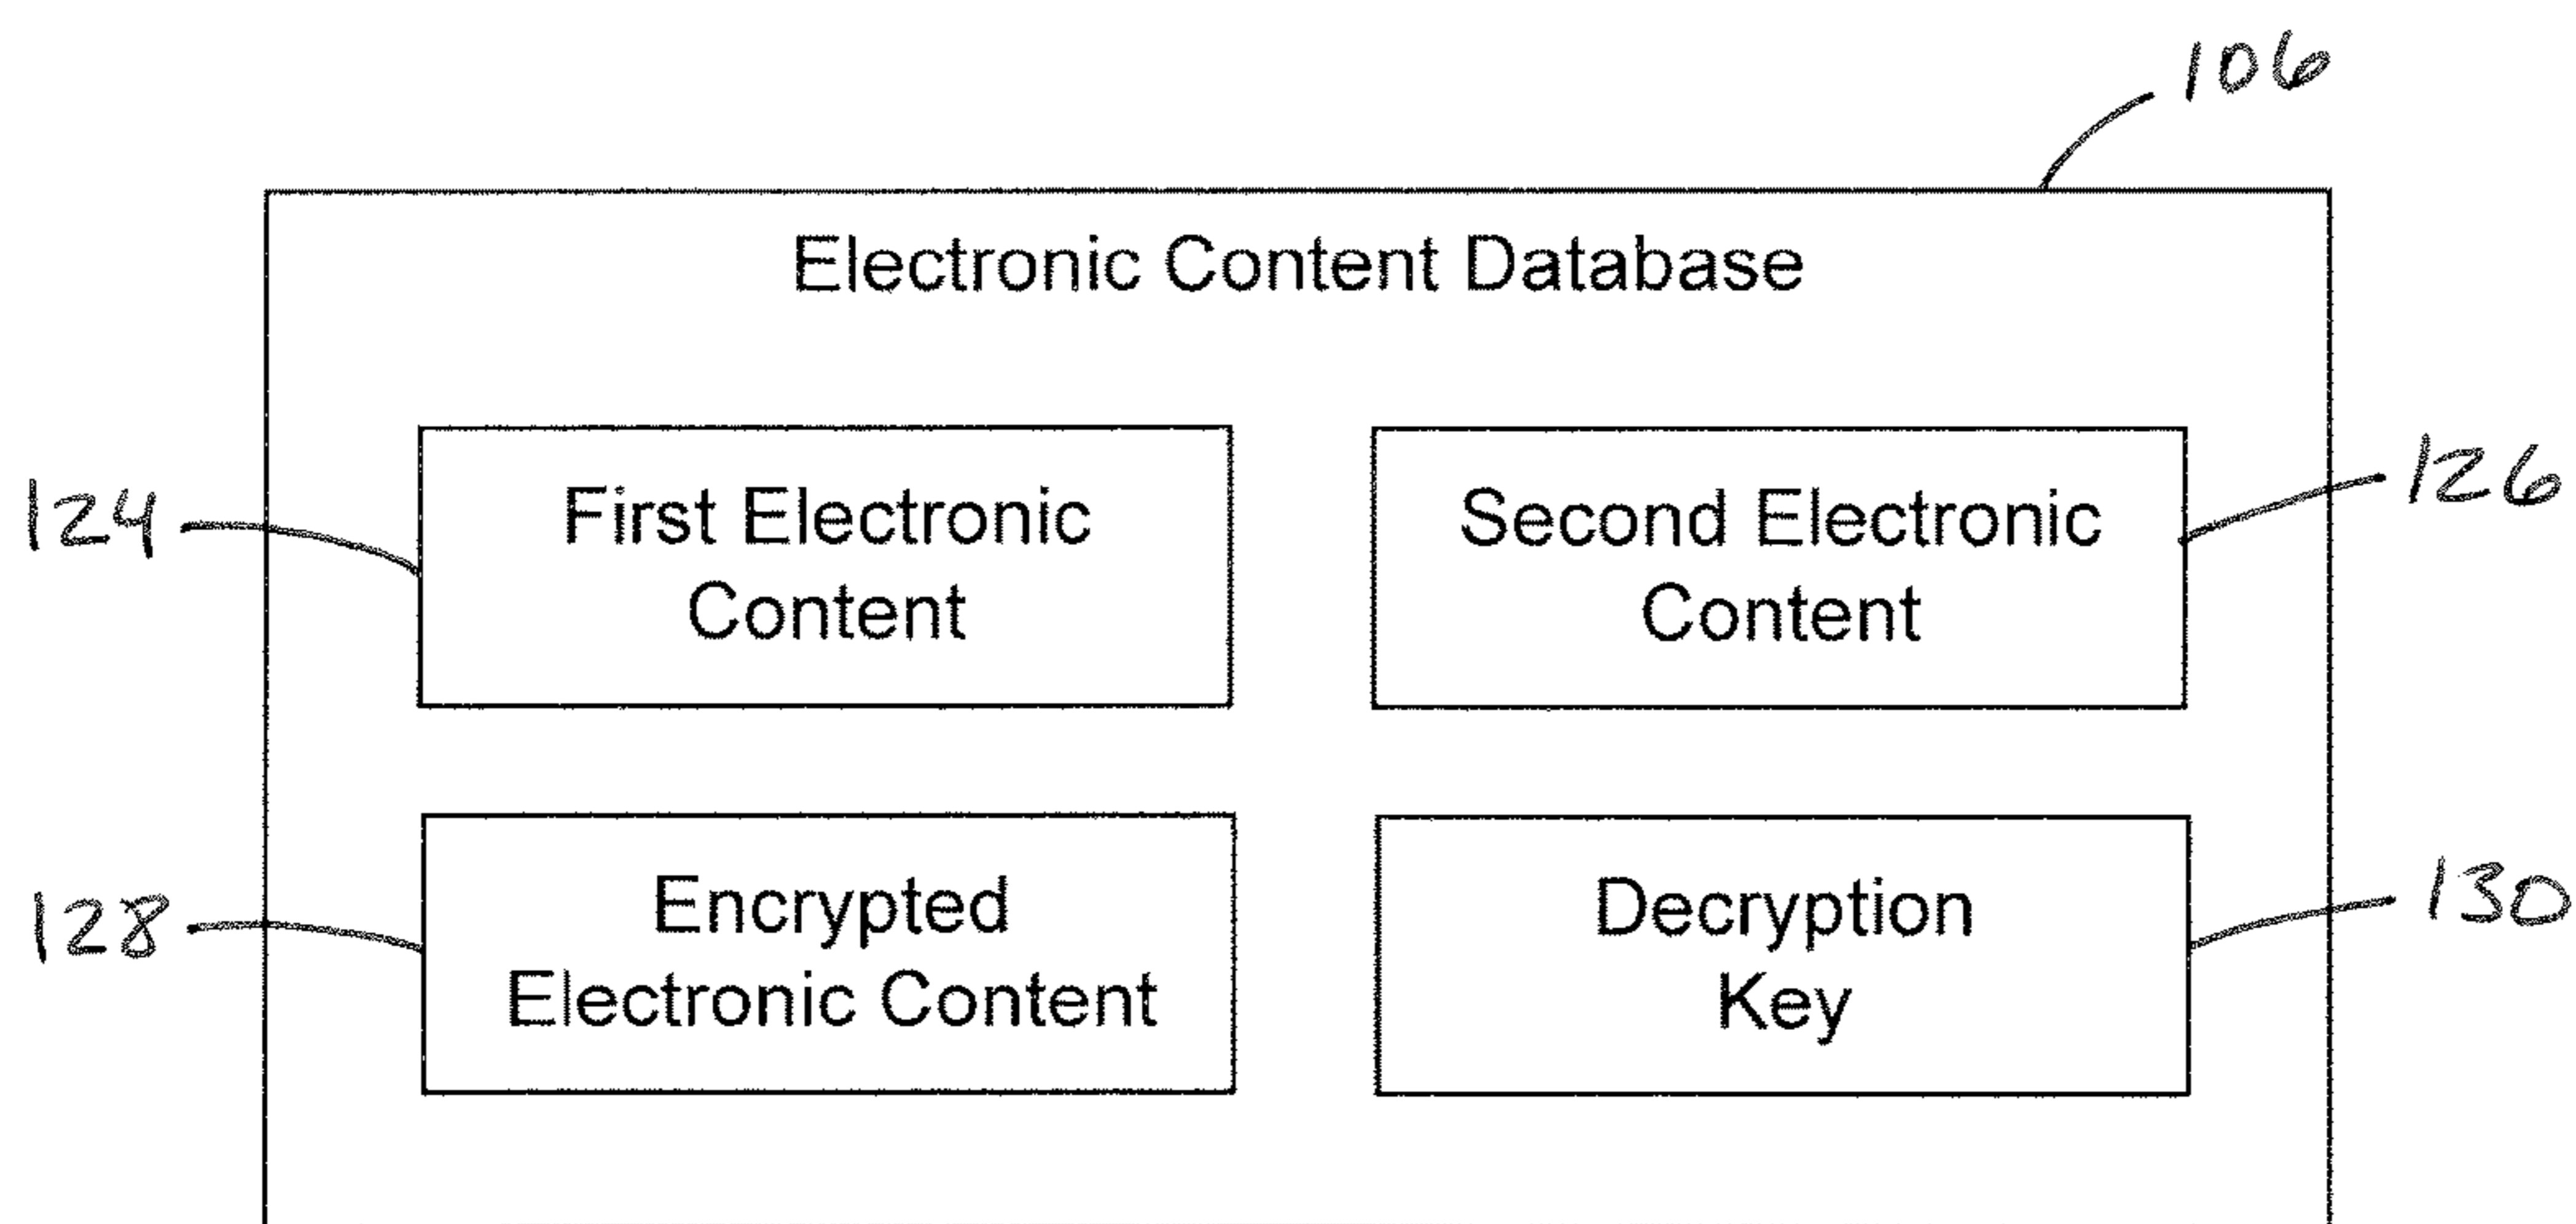 106
Electronic Content Database
124
First Electronic
Content
Second Electronic
Content
126
128
Encrypted
Electronic Content
Decryption
Key
130